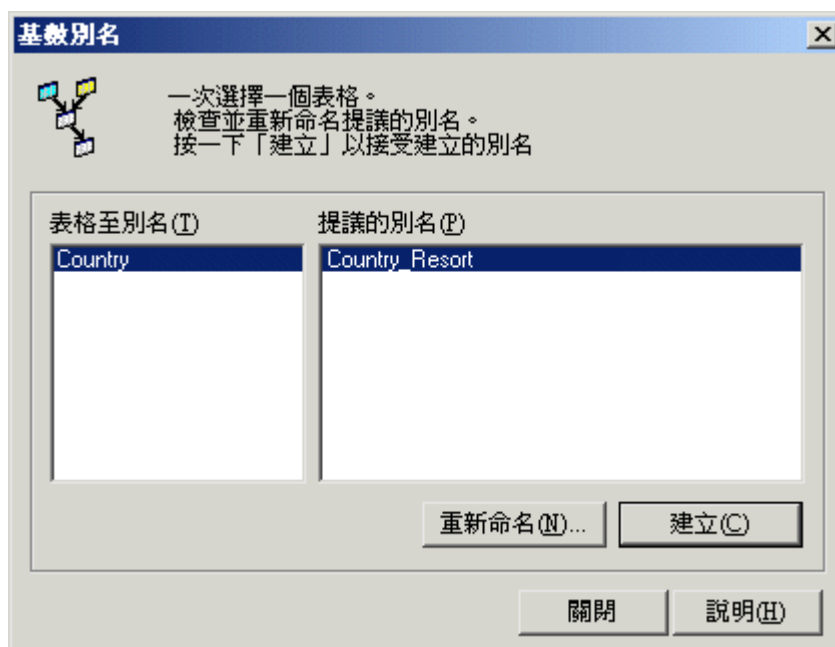 基數別名
一次選擇一個表格。
檢查並重新命名提議的別名。
按一下「建立」以接受建立的別名
表格至別名(T) 提議的別名(P)
Country Country_Resort
重新命名(N)... 建立(C)
關閉 說明(H)